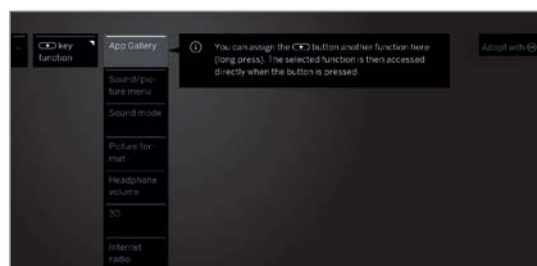 key
function
App Gallery
You can assign the button another function here
(long press). The selected function is then accessed
directly when the button is pressed.
Adopt with
Sound/pic-
ture menu
Sound mode
Picture for-
mat
Headphone
volume
3D
Internet
radio